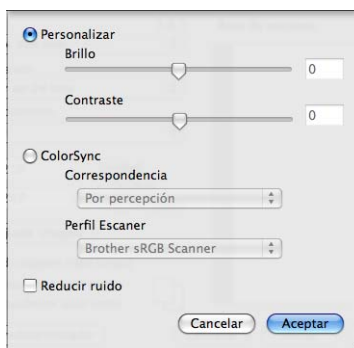 Personalizar
Brillo
0
Contraste
0
ColorSync
Correspondencia
Por percepción
Perfil Escaner
Brother sRGB Scanner
Reducir ruido
Cancelar Aceptar